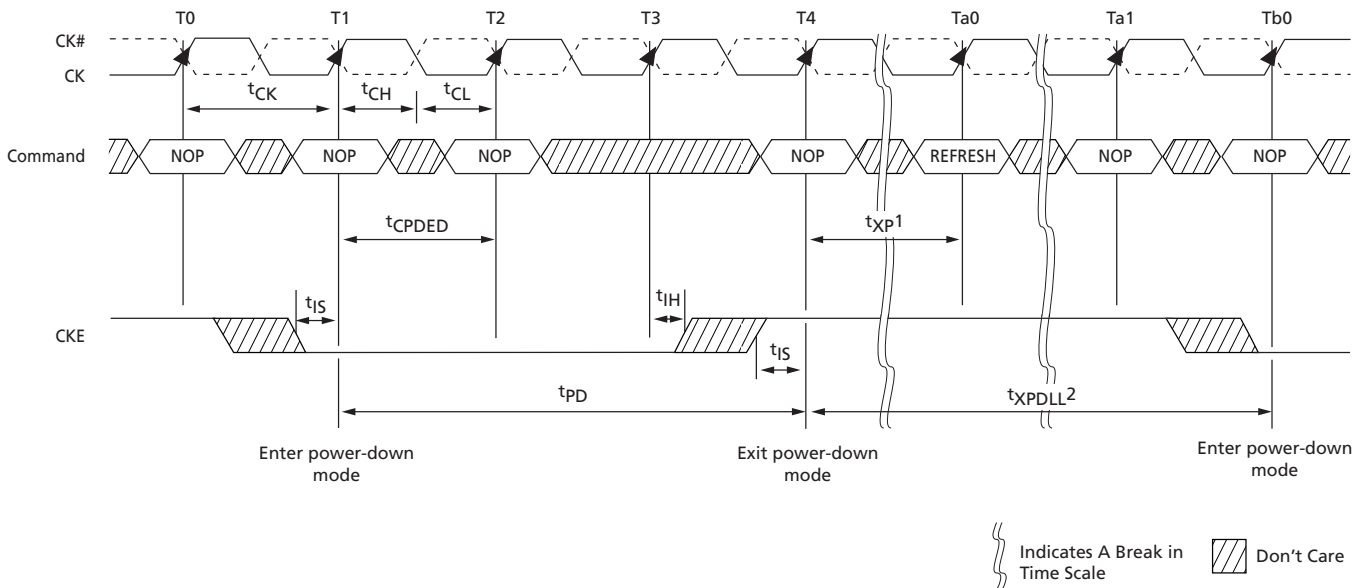 T0 T1 T2 T3 T4 Ta0 Ta1 Tb0
CK#
CK
tCK tCH tCL
Command NOP NOP NOP NOP REFRESH NOP NOP
tCPDED tXP1
tIS tIH
CKE
tIS
tPD tXPDLL2
Enter power-down
mode
Exit power-down
mode
Enter power-down
mode
Indicates A Break in
Time Scale
Don't Care